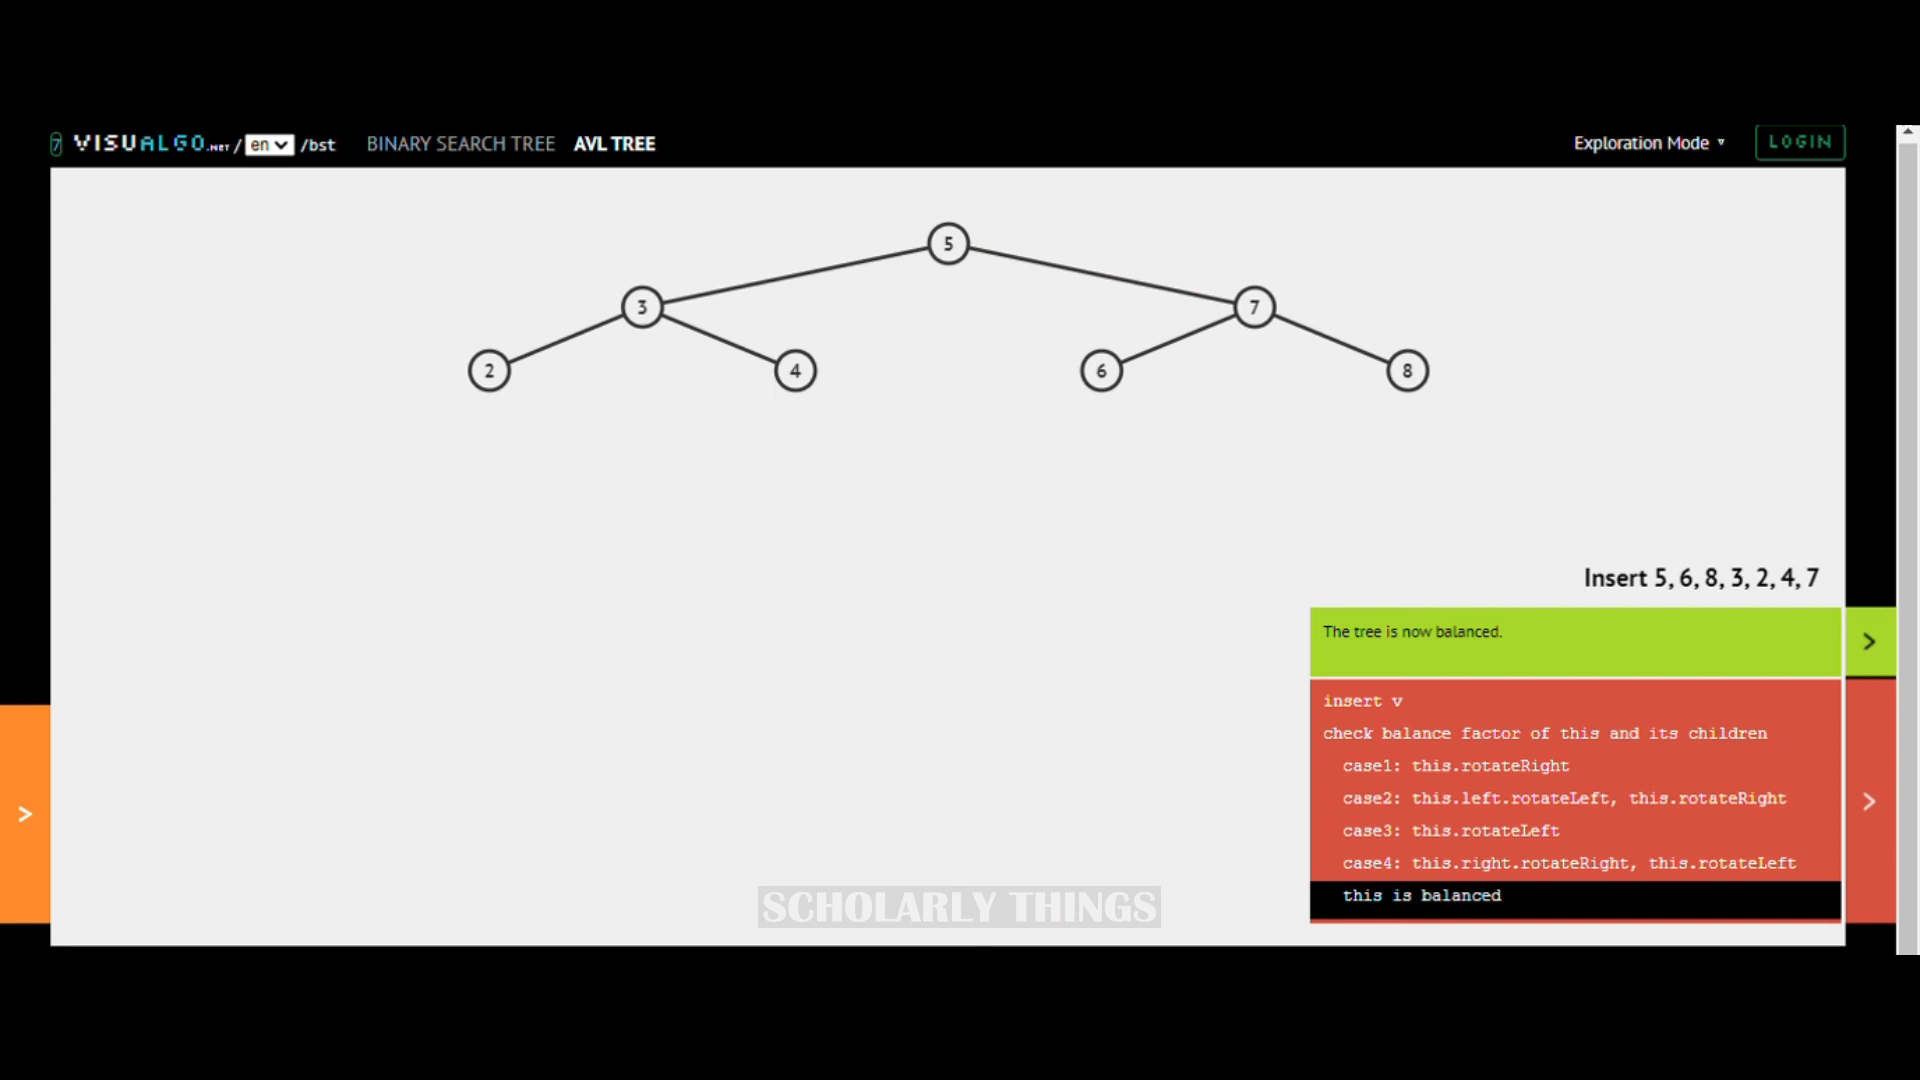 7 VISUALGO.NET / en /bst BINARY SEARCH TREE AVL TREE Exploration Mode ▾ LOGIN
5
3 7
2 4 6 8
Insert 5, 6, 8, 3, 2, 4, 7
The tree is now balanced.
>
insert v
check balance factor of this and its children
case1: this.rotateRight
case2: this.left.rotateLeft, this.rotateRight
>
case3: this.rotateLeft
case4: this.right.rotateRight, this.rotateLeft
this is balanced
>
SCHOLARLY THINGS